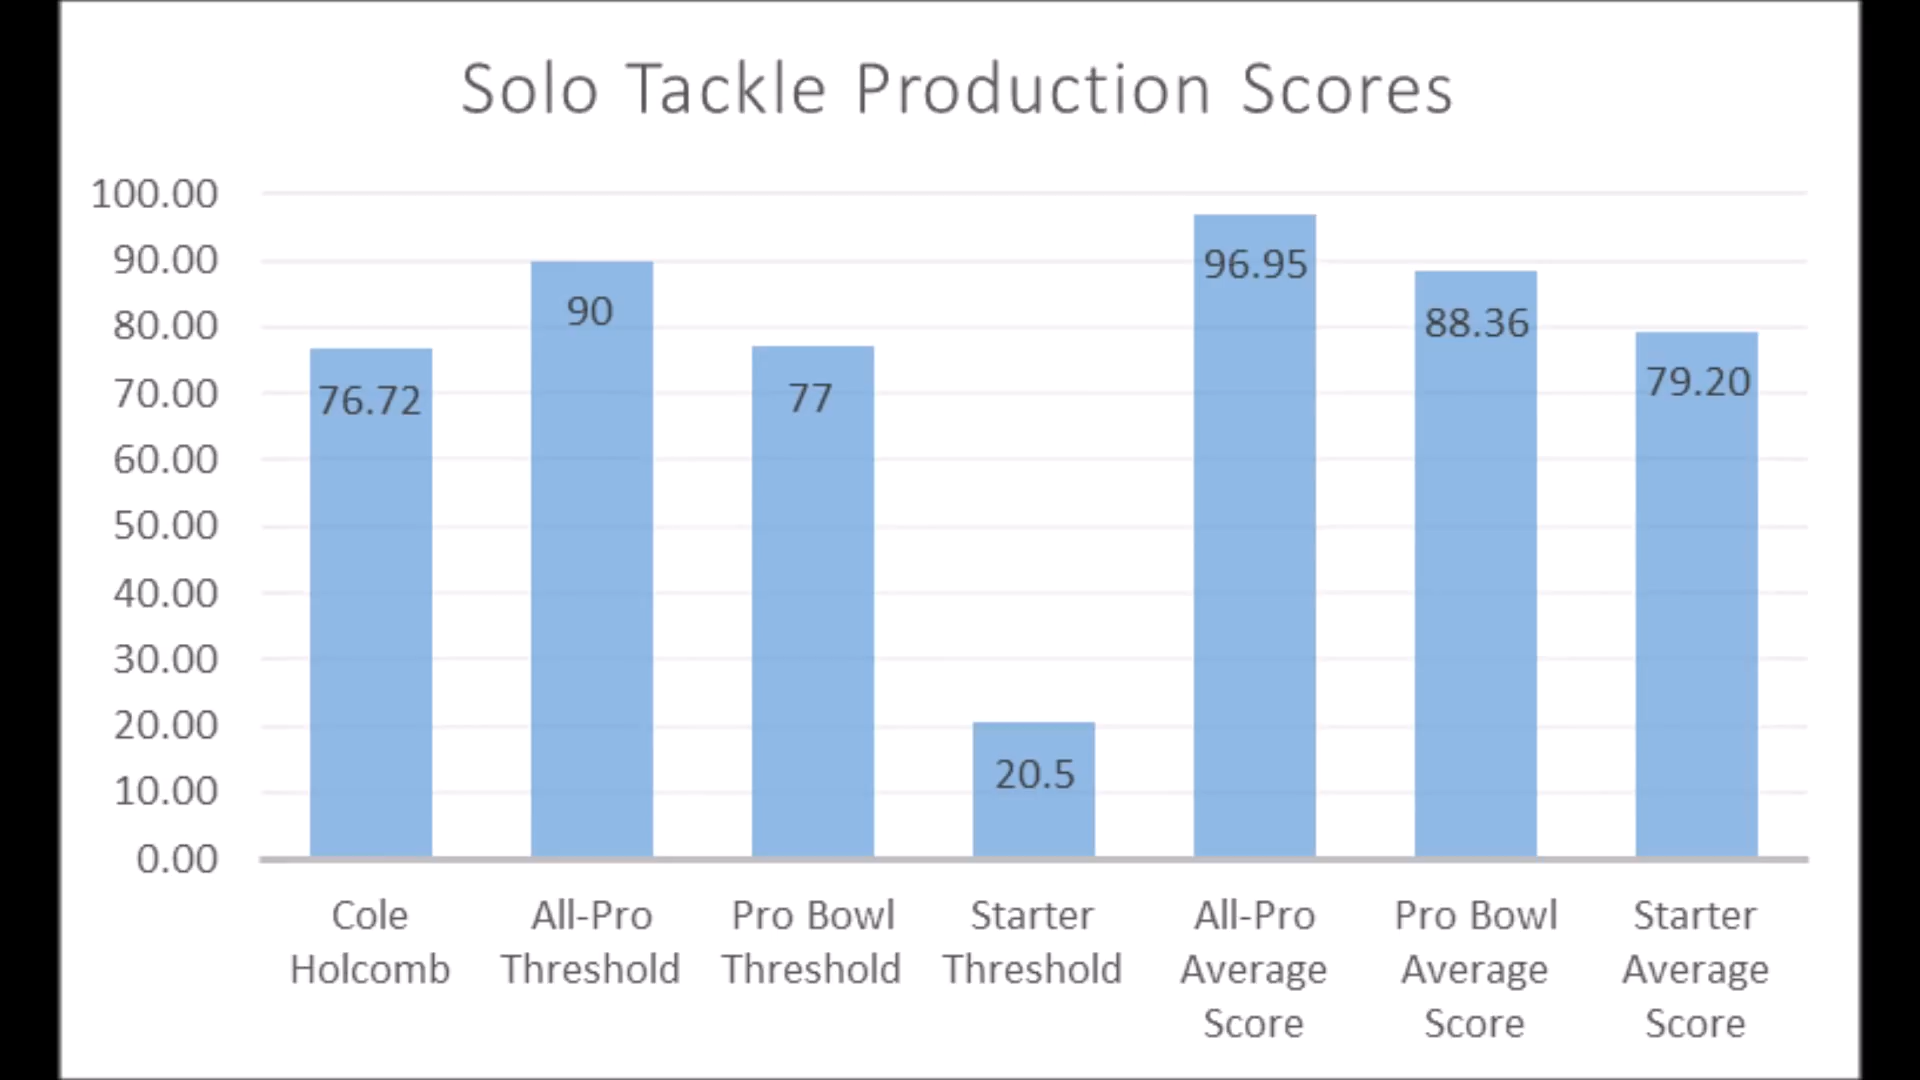 Solo Tackle Production Scores
100.00
90.00
80.00
70.00
60.00
50.00
40.00
30.00
20.00
10.00
0.00
76.72
90
77
20.5
96.95
88.36
79.20
Cole
Holcomb
All-Pro
Threshold
Pro Bowl
Threshold
Starter
Threshold
All-Pro
Average
Score
Pro Bowl
Average
Score
Starter
Average
Score